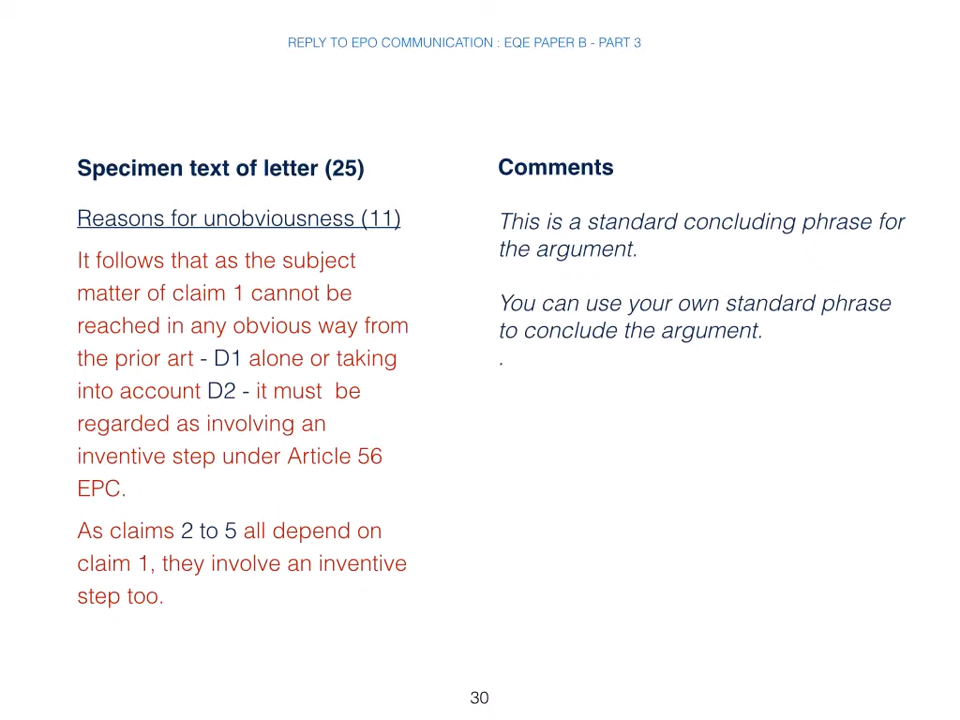 REPLY TO EPO COMMUNICATION : EQE PAPER B - PART 3
Specimen text of letter (25)
Reasons for unobviousness (11)
It follows that as the subject
matter of claim 1 cannot be
reached in any obvious way from
the prior art - D1 alone or taking
into account D2 - it must  be
regarded as involving an
inventive step under Article 56
EPC.
As claims 2 to 5 all depend on
claim 1, they involve an inventive
step too.
Comments
This is a standard concluding phrase for
the argument.
You can use your own standard phrase
to conclude the argument.
.
30